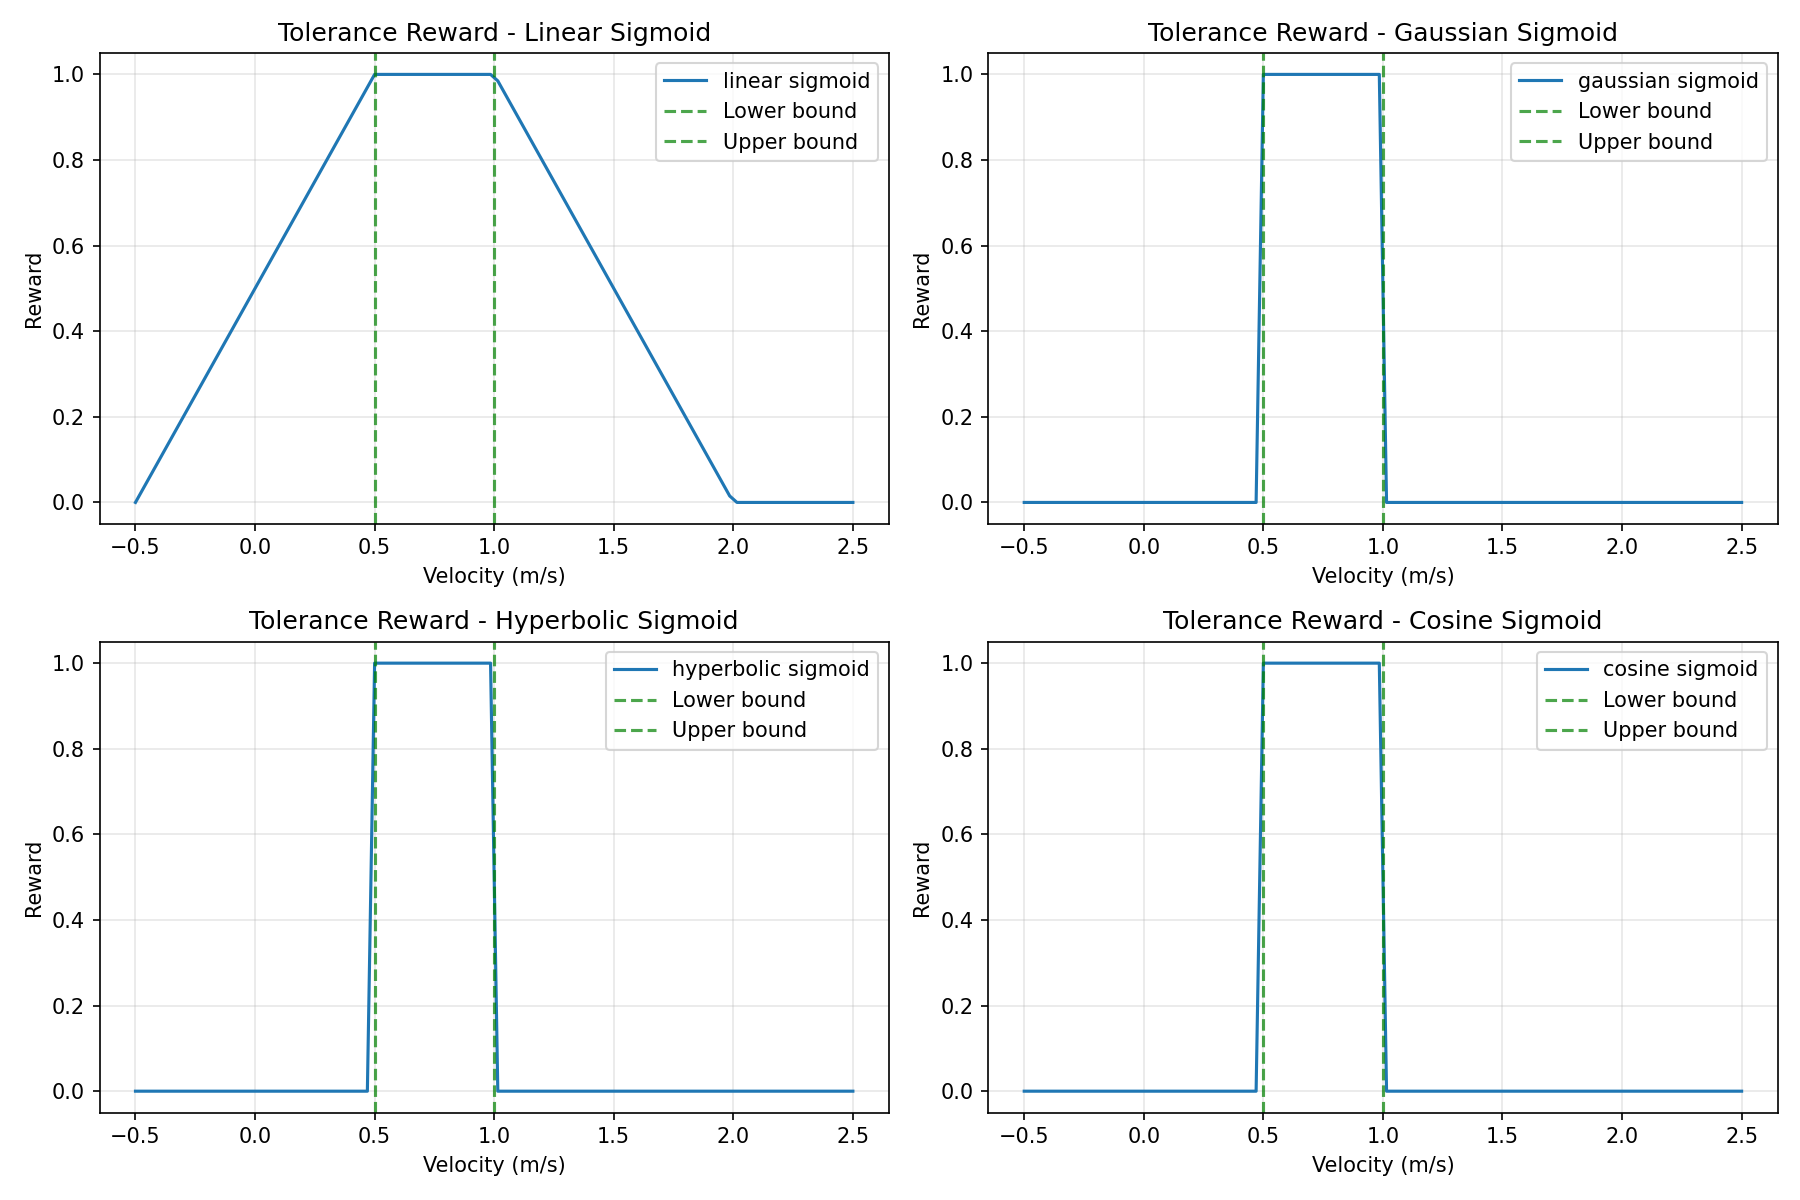 Tolerance Reward - Linear Sigmoid
1.0
0.8
0.6
0.4
0.2
0.0
Reward
linear sigmoid
Lower bound
Upper bound
−0.5 0.0 0.5 1.0 1.5 2.0 2.5
Velocity (m/s)
Tolerance Reward - Gaussian Sigmoid
1.0
0.8
0.6
0.4
0.2
0.0
Reward
gaussian sigmoid
Lower bound
Upper bound
−0.5 0.0 0.5 1.0 1.5 2.0 2.5
Velocity (m/s)
Tolerance Reward - Hyperbolic Sigmoid
1.0
0.8
0.6
0.4
0.2
0.0
Reward
hyperbolic sigmoid
Lower bound
Upper bound
−0.5 0.0 0.5 1.0 1.5 2.0 2.5
Velocity (m/s)
Tolerance Reward - Cosine Sigmoid
1.0
0.8
0.6
0.4
0.2
0.0
Reward
cosine sigmoid
Lower bound
Upper bound
−0.5 0.0 0.5 1.0 1.5 2.0 2.5
Velocity (m/s)